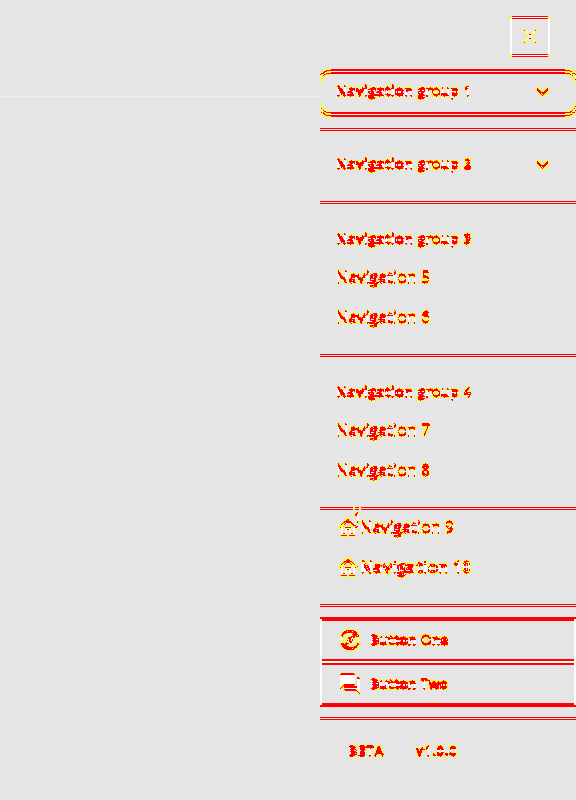 Navigation group 1
Navigation group 2
Navigation group 3
Navigation 5
Navigation 6
Navigation group 4
Navigation 7
Navigation 8
Navigation 9
Navigation 10
Button One
Button Two
BETA v1.0.0